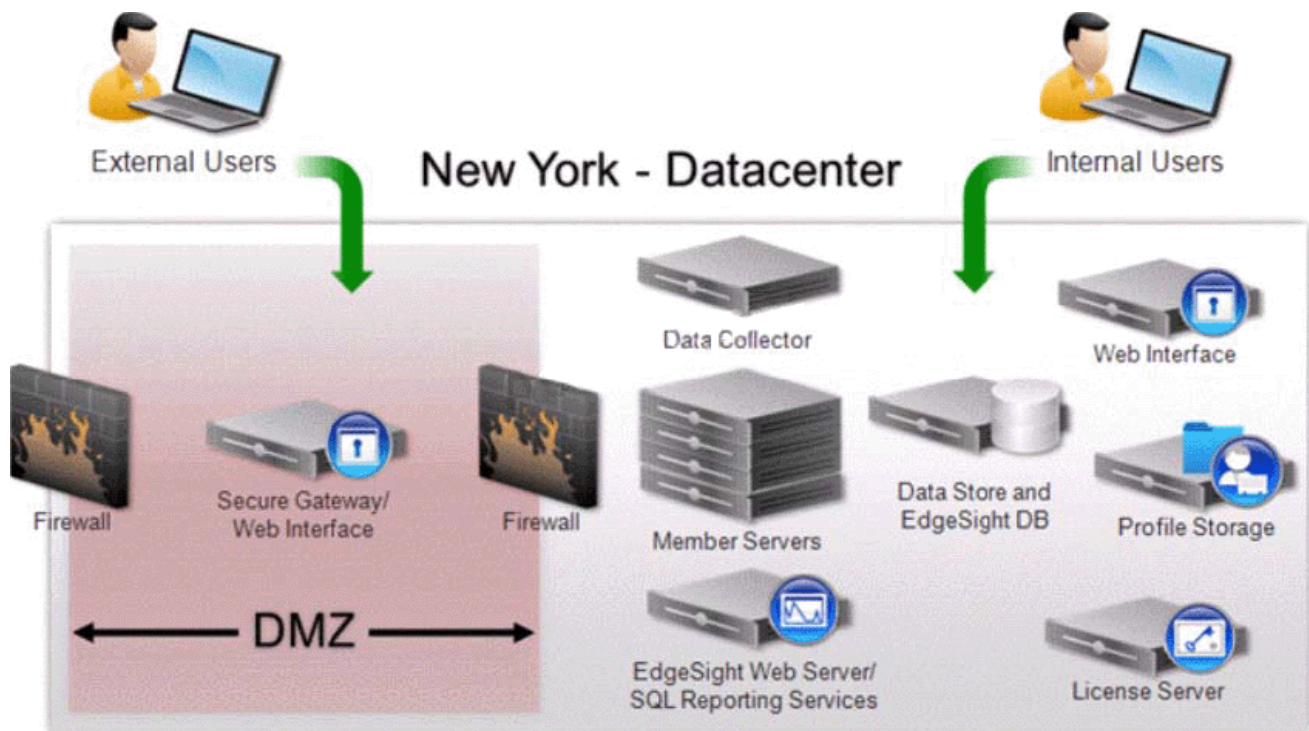 External Users
New York - Datacenter
Internal Users
Data Collector
Web Interface
Firewall
Secure Gateway/
Web Interface
Firewall
Member Servers
Data Store and
EdgeSight DB
Profile Storage
DMZ
EdgeSight Web Server/
SQL Reporting Services
License Server